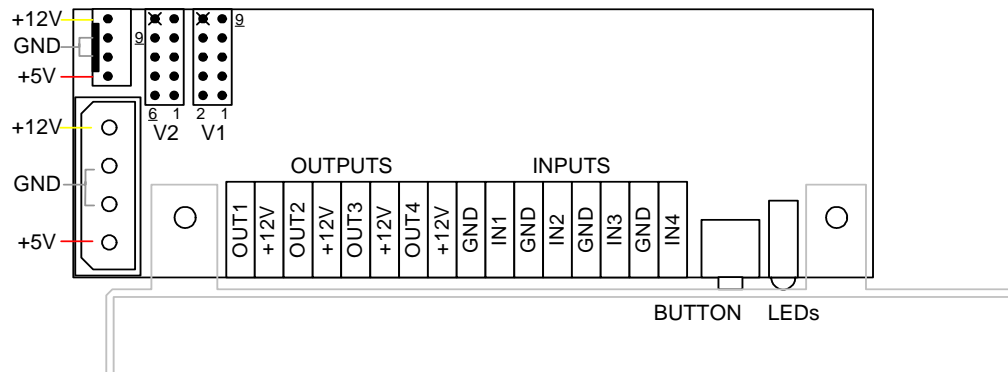 +12V
GND
+5V
9
9
6 1
2 1
V2
V1
+12V
GND
+5V
OUTPUTS
INPUTS
OUT1
+12V
OUT2
+12V
OUT3
+12V
OUT4
+12V
GND
IN1
GND
IN2
GND
IN3
GND
IN4
BUTTON
LEDs